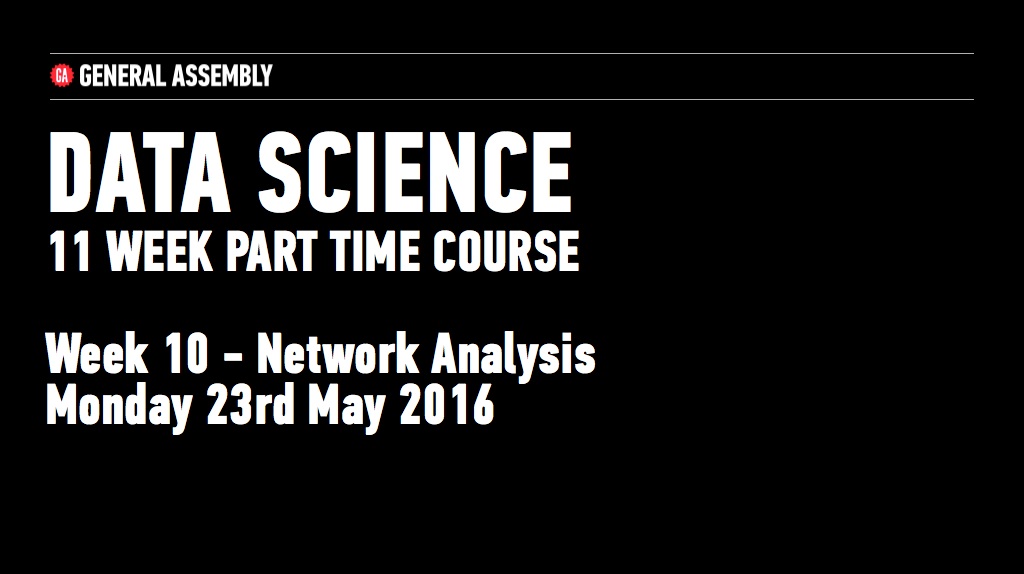 GA GENERAL ASSEMBLY
DATA SCIENCE
11 WEEK PART TIME COURSE
Week 10 – Network Analysis
Monday 23rd May 2016